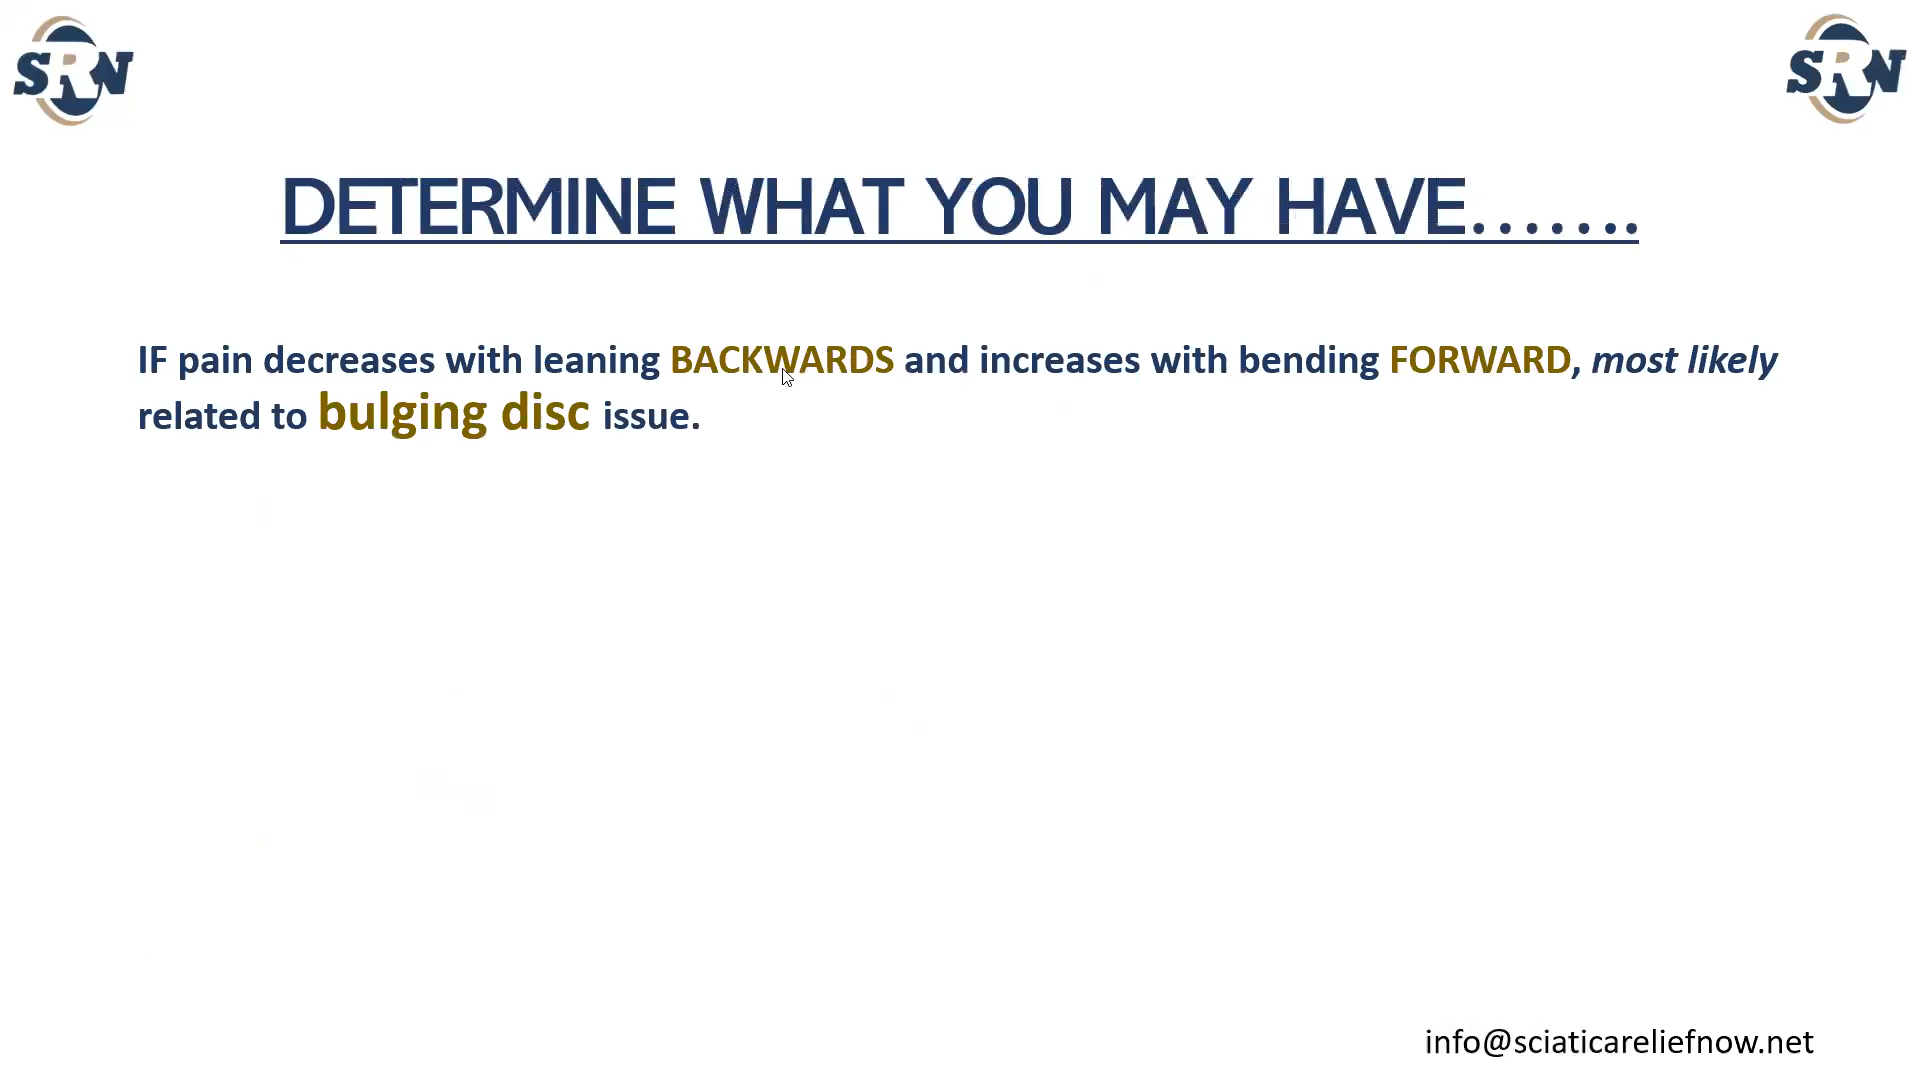 SRN
SRN
DETERMINE WHAT YOU MAY HAVE…….
IF pain decreases with leaning BACKWARDS and increases with bending FORWARD, most likely
related to bulging disc issue.
info@sciaticareliefnow.net